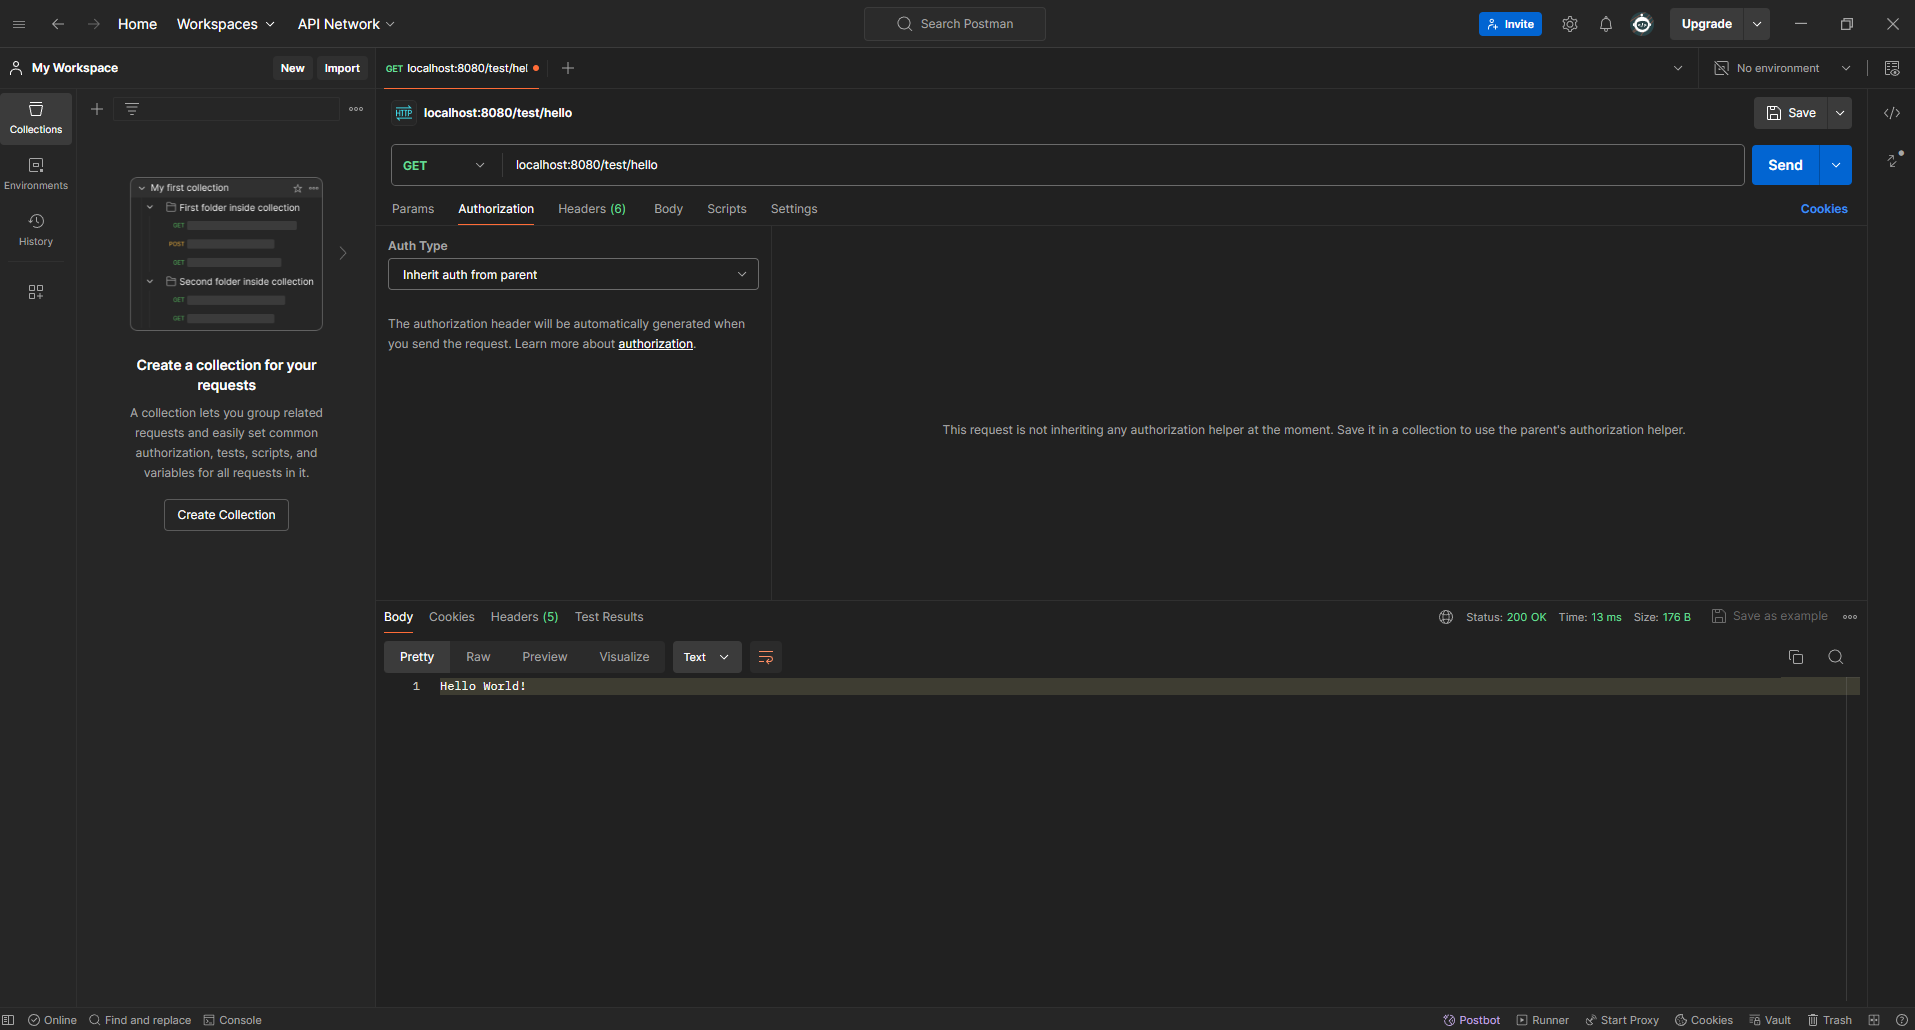 Home Workspaces API Network Search Postman Invite Upgrade
My Workspace New Import GET localhost:8080/test/hel No environment
Collections
Environments
History
My first collection
First folder inside collection
GET
POST
GET
Second folder inside collection
GET
GET
Create a collection for your
requests
A collection lets you group related
requests and easily set common
authorization, tests, scripts, and
variables for all requests in it.
Create Collection
HTTP localhost:8080/test/hello Save
GET localhost:8080/test/hello Send
Params Authorization Headers (6) Body Scripts Settings Cookies
Auth Type
Inherit auth from parent
The authorization header will be automatically generated when
you send the request. Learn more about authorization.
This request is not inheriting any authorization helper at the moment. Save it in a collection to use the parent's authorization helper.
Body Cookies Headers (5) Test Results Status: 200 OK Time: 13 ms Size: 176 B Save as example
Pretty Raw Preview Visualize Text
1 Hello World!
Online Find and replace Console Postbot Runner Start Proxy Cookies Vault Trash